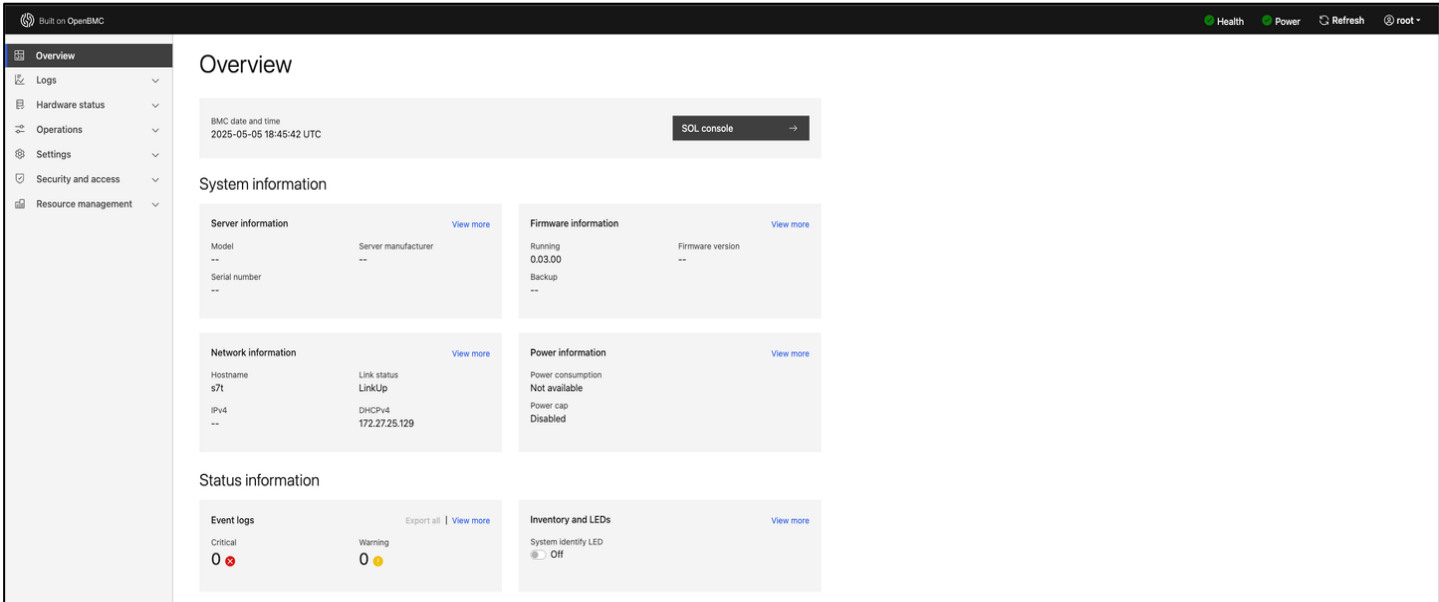 Built on OpenBMC
Health Power Refresh root
Overview
Logs
Hardware status
Operations
Settings
Security and access
Resource management
Overview
BMC date and time
2025-05-05 18:45:42 UTC
SOL console
System information
Server information View more
Model Server manufacturer
-- --
Serial number
--
Firmware information View more
Running Firmware version
0.03.00 --
Backup
--
Network information View more
Hostname Link status
s7t LinkUp
IPv4 DHCPv4
-- 172.27.25.129
Power information View more
Power consumption
Not available
Power cap
Disabled
Status information
Event logs Export all | View more
Critical Warning
0 0
Inventory and LEDs View more
System identify LED
Off